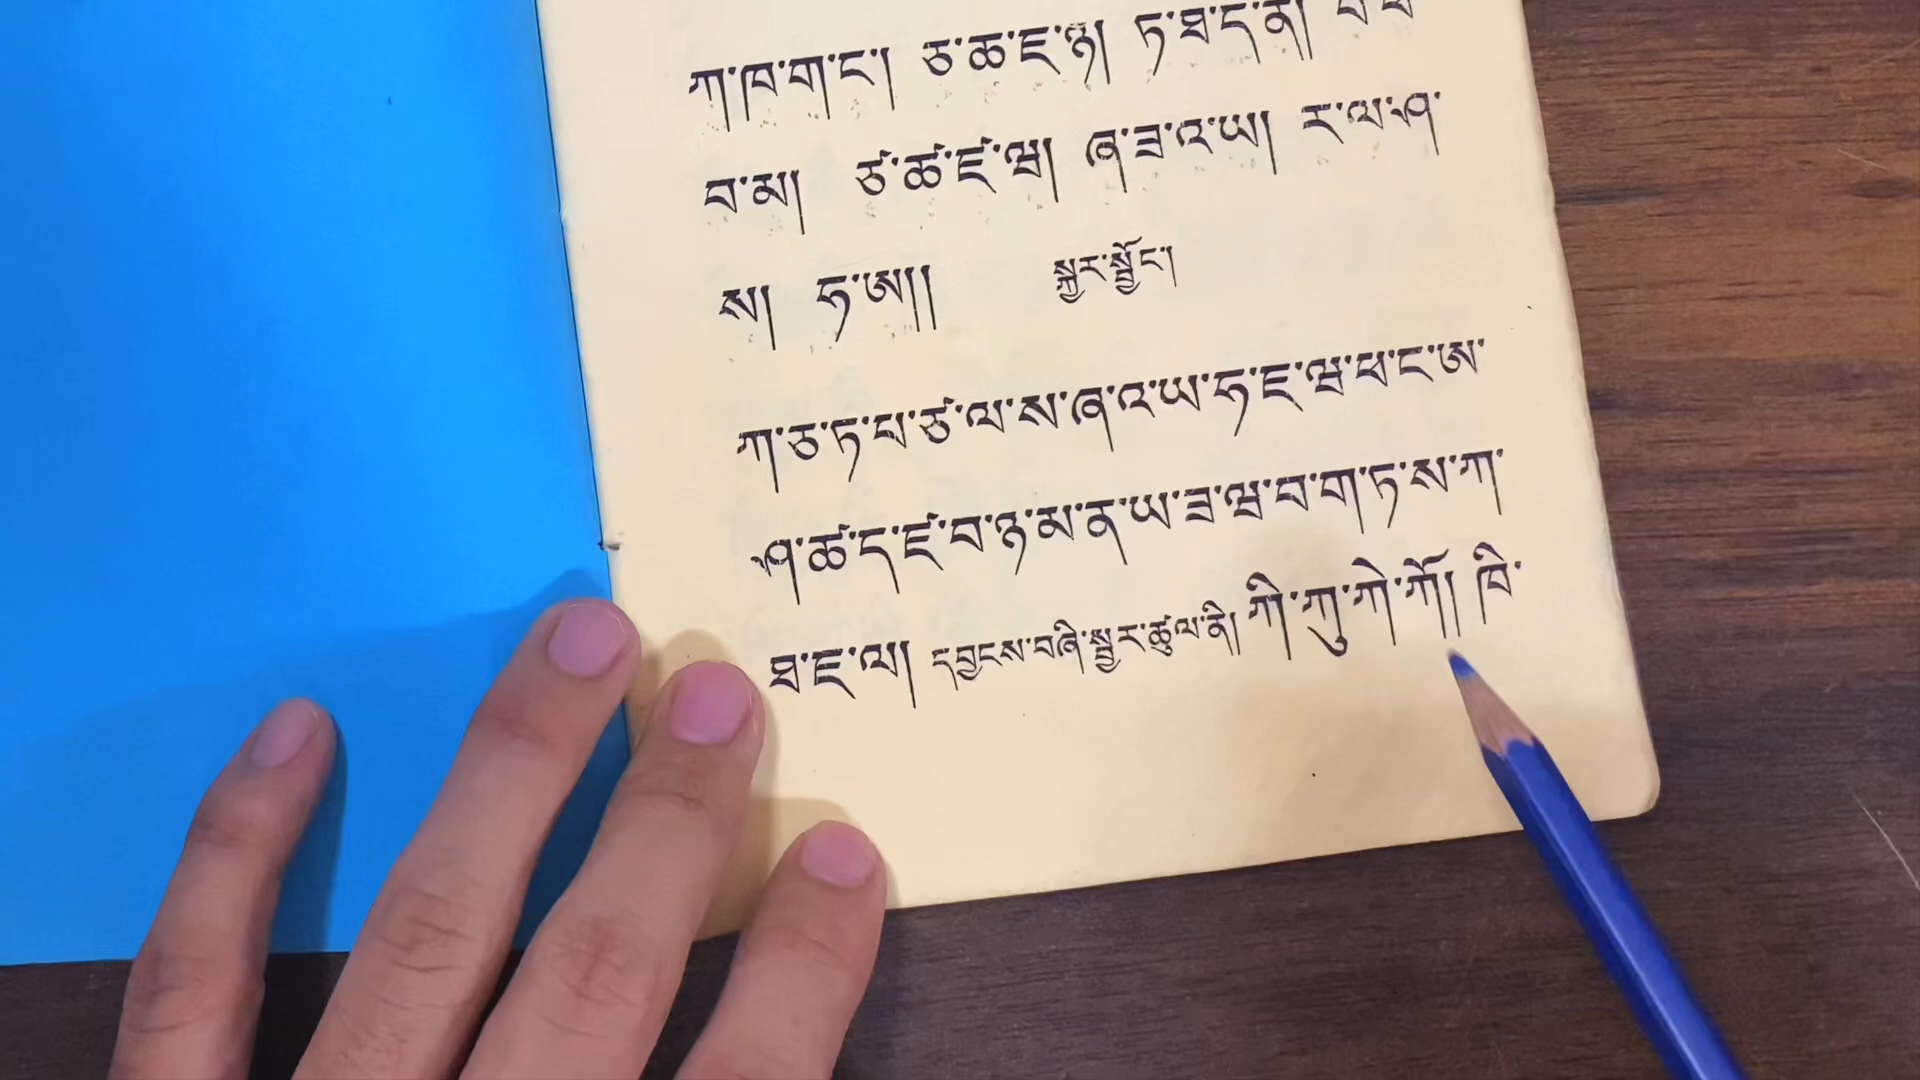 ཀ་ཁ་ག་ང་། ཅ་ཆ་ཇ་ཉ། ཏ་ཐ་ད་ན། པ་ཕ་
བ་མ། ཙ་ཚ་ཛ་ཝ། ཞ་ཟ་འ་ཡ། ར་ལ་ཤ་
ས། ཧ་ཨ།། སྐྱར་སྦྱོང་།
ཀ་ཅ་ཏ་པ་ཙ་ལ་ས་ཞ་འ་ཡ་ཧ་ཇ་ཝ་ཕ་ང་ཨ་
ཤ་ཚ་ད་ཛ་བ་ཉ་མ་ན་ཡ་ཟ་ཝ་བ་ག་ཏ་ས་ཀ་
ཐ་ཇ་ལ། དབྱངས་བཞི་སྦྱར་ཚུལ་ནི། ཀི་ཀུ་ཀེ་ཀོ། ཁི་